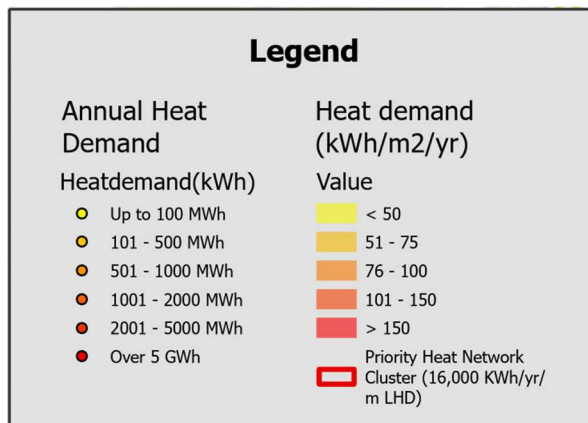 Legend
Annual Heat
Demand
Heatdemand(kWh)
Up to 100 MWh
101 - 500 MWh
501 - 1000 MWh
1001 - 2000 MWh
2001 - 5000 MWh
Over 5 GWh
Heat demand
(kWh/m2/yr)
Value
< 50
51 - 75
76 - 100
101 - 150
> 150
Priority Heat Network
Cluster (16,000 KWh/yr/
m LHD)